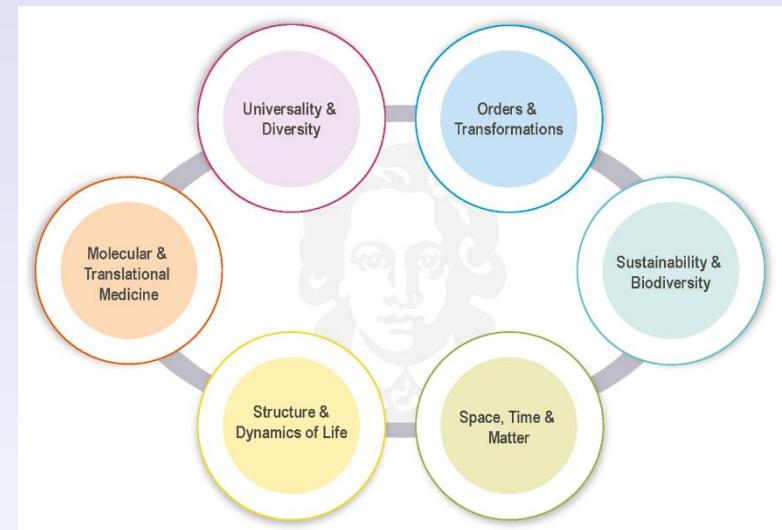 Universality &
Diversity
Orders &
Transformations
Molecular &
Translational
Medicine
Sustainability &
Biodiversity
Structure &
Dynamics of Life
Space, Time &
Matter